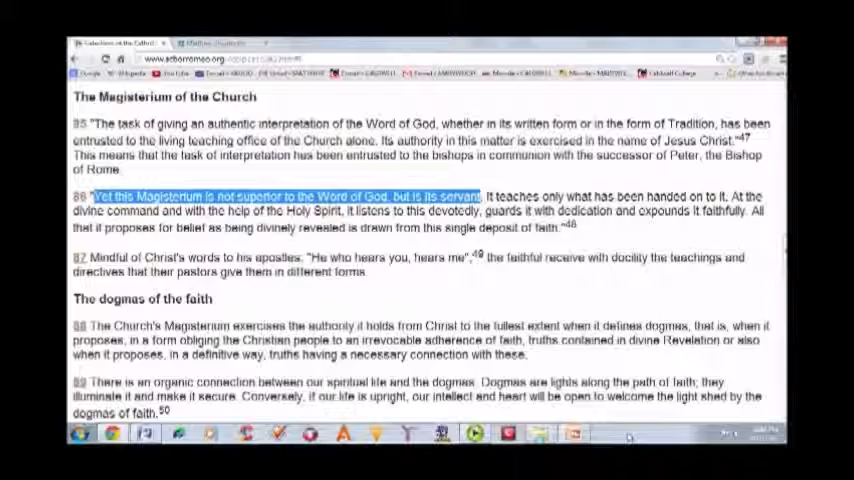 www.scborromeo.org
Wikipedia YouTube
Caldwell College
The Magisterium of the Church
85 "The task of giving an authentic interpretation of the Word of God, whether in its written form or in the form of Tradition, has been
entrusted to the living teaching office of the Church alone. Its authority in this matter is exercised in the name of Jesus Christ."47
This means that the task of interpretation has been entrusted to the bishops in communion with the successor of Peter, the Bishop
of Rome.
86 "Yet this Magisterium is not superior to the Word of God, but is its servant. It teaches only what has been handed on to it. At the
divine command and with the help of the Holy Spirit, it listens to this devotedly, guards it with dedication and expounds it faithfully. All
that it proposes for belief as being divinely revealed is drawn from this single deposit of faith."48
87 Mindful of Christ's words to his apostles: "He who hears you, hears me",49 the faithful receive with docility the teachings and
directives that their pastors give them in different forms.
The dogmas of the faith
88 The Church's Magisterium exercises the authority it holds from Christ to the fullest extent when it defines dogmas, that is, when it
proposes, in a form obliging the Christian people to an irrevocable adherence of faith, truths contained in divine Revelation or also
when it proposes, in a definitive way, truths having a necessary connection with these.
89 There is an organic connection between our spiritual life and the dogmas. Dogmas are lights along the path of faith; they
illuminate it and make it secure. Conversely, if our life is upright, our intellect and heart will be open to welcome the light shed by the
dogmas of faith.50